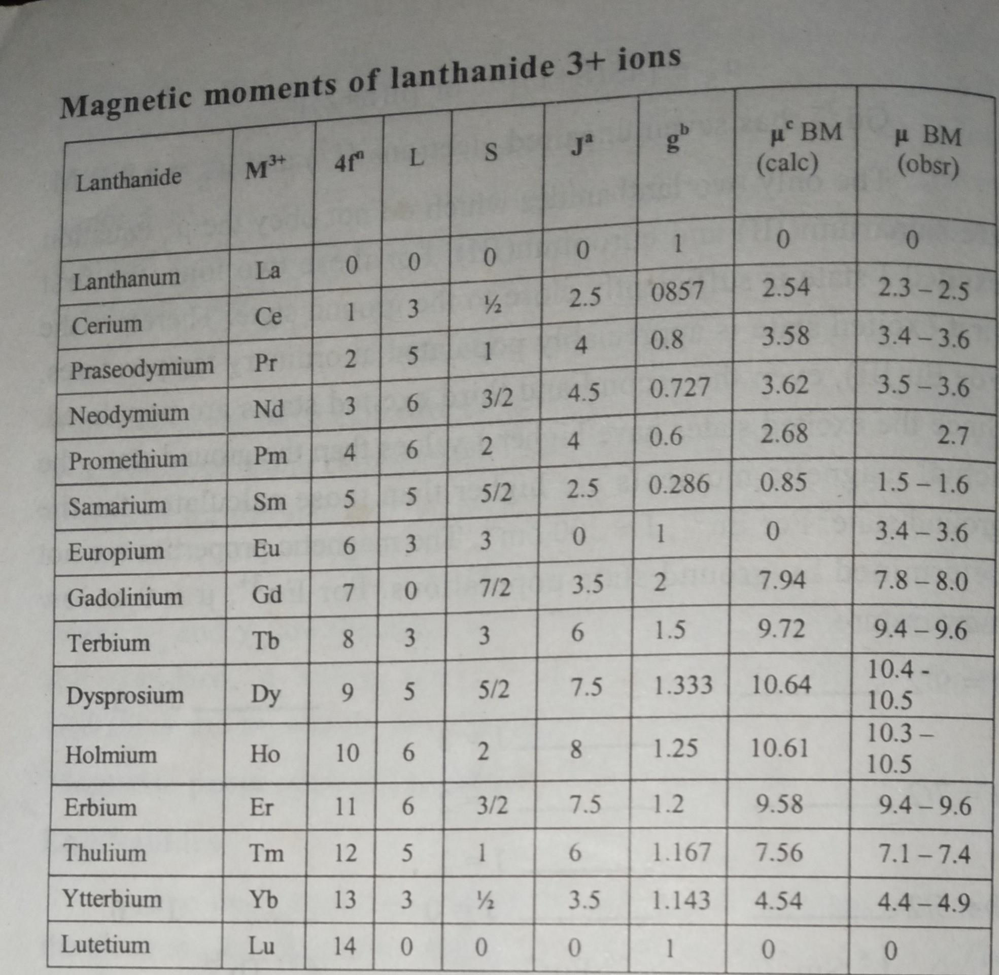 Magnetic moments of lanthanide 3+ ions
Lanthanide M³⁺ 4fⁿ L S Jᵃ gᵇ μᶜ BM (calc) μ BM (obsr)
Lanthanum La 0 0 0 0 1 0 0
Cerium Ce 1 3 ½ 2.5 0857 2.54 2.3 – 2.5
Praseodymium Pr 2 5 1 4 0.8 3.58 3.4 – 3.6
Neodymium Nd 3 6 3/2 4.5 0.727 3.62 3.5 – 3.6
Promethium Pm 4 6 2 4 0.6 2.68 2.7
Samarium Sm 5 5 5/2 2.5 0.286 0.85 1.5 – 1.6
Europium Eu 6 3 3 0 1 0 3.4 – 3.6
Gadolinium Gd 7 0 7/2 3.5 2 7.94 7.8 – 8.0
Terbium Tb 8 3 3 6 1.5 9.72 9.4 – 9.6
Dysprosium Dy 9 5 5/2 7.5 1.333 10.64 10.4 - 10.5
Holmium Ho 10 6 2 8 1.25 10.61 10.3 – 10.5
Erbium Er 11 6 3/2 7.5 1.2 9.58 9.4 – 9.6
Thulium Tm 12 5 1 6 1.167 7.56 7.1 – 7.4
Ytterbium Yb 13 3 ½ 3.5 1.143 4.54 4.4 – 4.9
Lutetium Lu 14 0 0 0 1 0 0